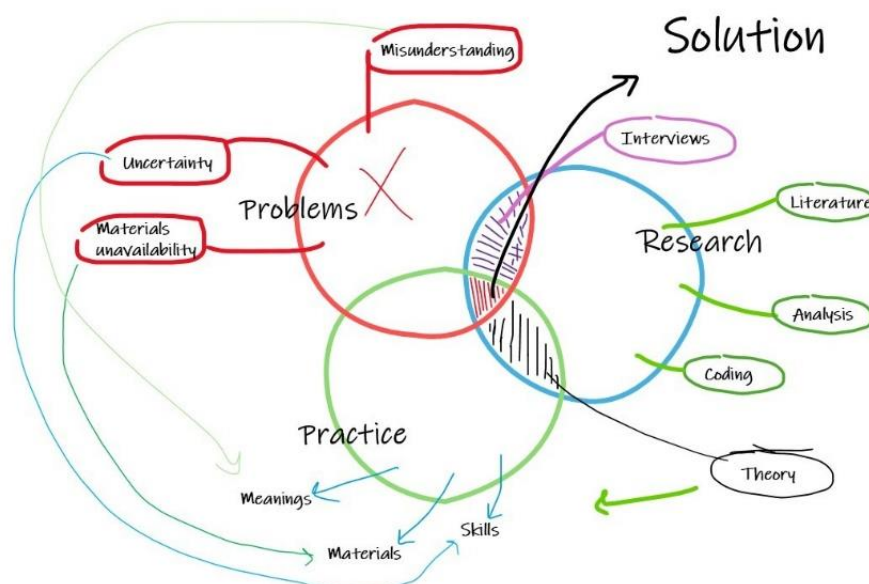 Solution
Misunderstanding
Interviews
Uncertainty
Literature
Problems
Materials
unavailability
Research
Analysis
Coding
Practice
Theory
Meanings
Skills
Materials